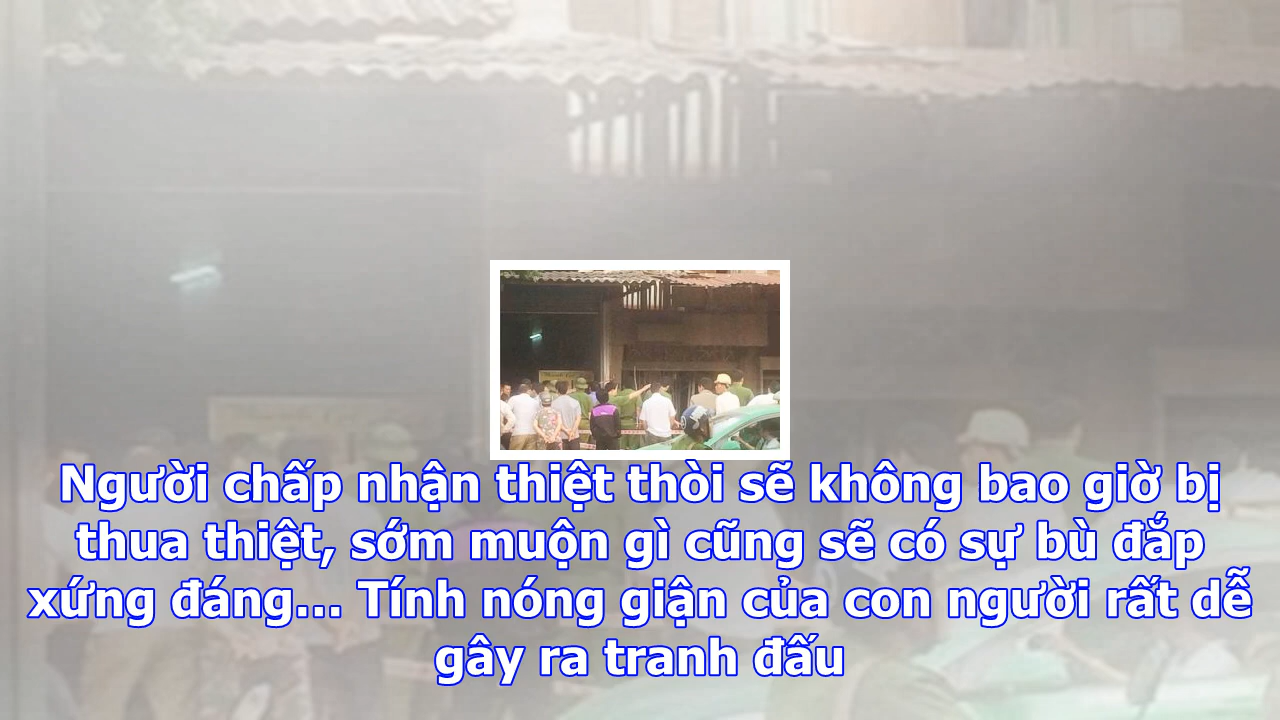 Người chấp nhận thiệt thòi sẽ không bao giờ bị
thua thiệt, sớm muộn gì cũng sẽ có sự bù đắp
xứng đáng... Tính nóng giận của con người rất dễ
gây ra tranh đấu